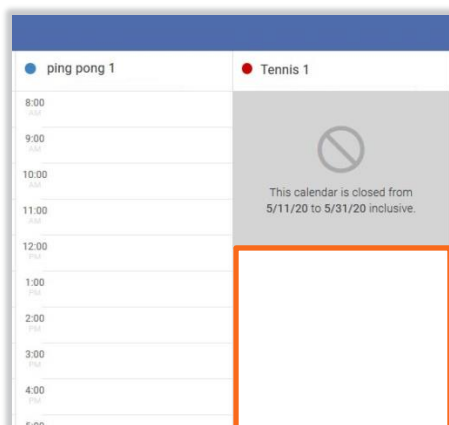 ping pong 1
Tennis 1
8:00
AM
9:00
AM
10:00
AM
11:00
AM
12:00
PM
1:00
PM
2:00
PM
3:00
PM
4:00
PM
5:00
This calendar is closed from
5/11/20 to 5/31/20 inclusive.